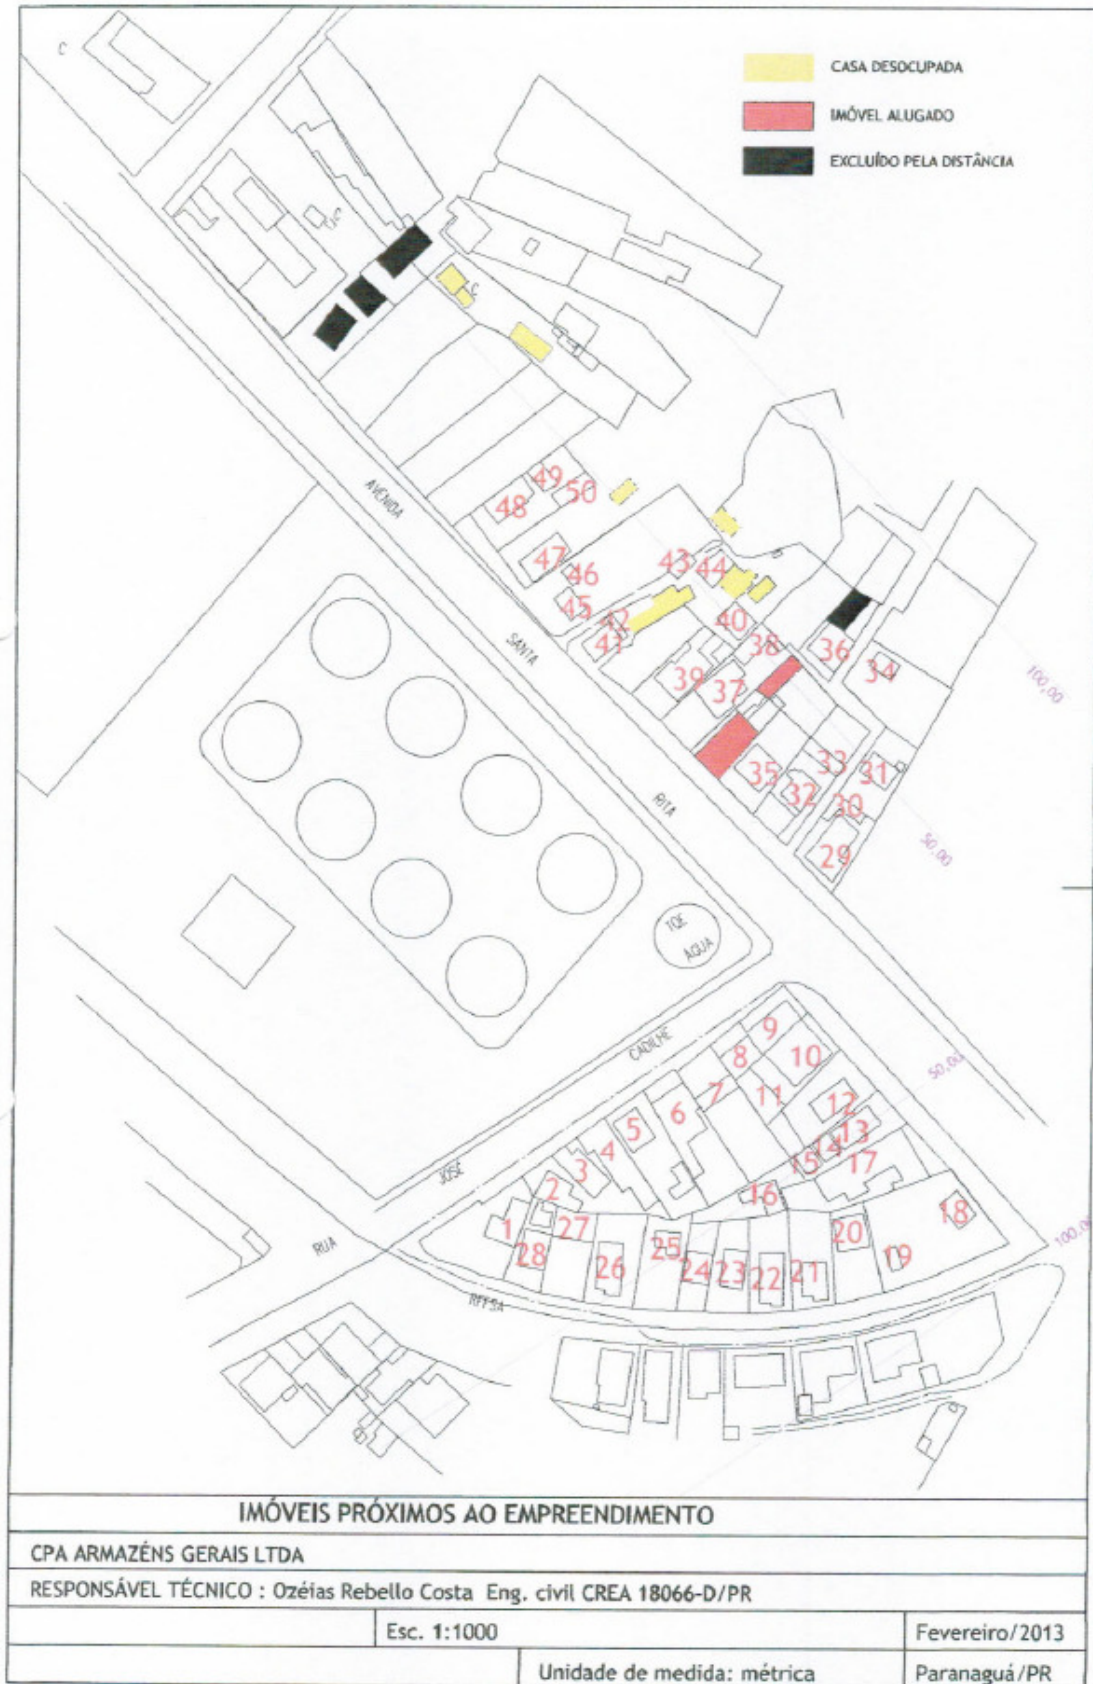 C
CASA DESOCUPADA
IMÓVEL ALUGADO
EXCLUÍDO PELA DISTÂNCIA
AVENIDA
SANTA
RITA
49
48
50
47
46
45
43
44
42
41
40
39
38
37
36
34
35
33
32
31
30
29
100,00
50,00
TQE
AGUA
CADILHE
JOSÉ
RUA
RFFSA
9
8
10
7
11
6
12
5
13
4
14
3
15
17
2
16
1
27
28
26
25
24
23
22
21
20
19
18
50,00
100,00
IMÓVEIS PRÓXIMOS AO EMPREENDIMENTO
CPA ARMAZÉNS GERAIS LTDA
RESPONSÁVEL TÉCNICO : Ozéias Rebello Costa Eng. civil CREA 18066-D/PR
Esc. 1:1000
Fevereiro/2013
Unidade de medida: métrica
Paranaguá/PR